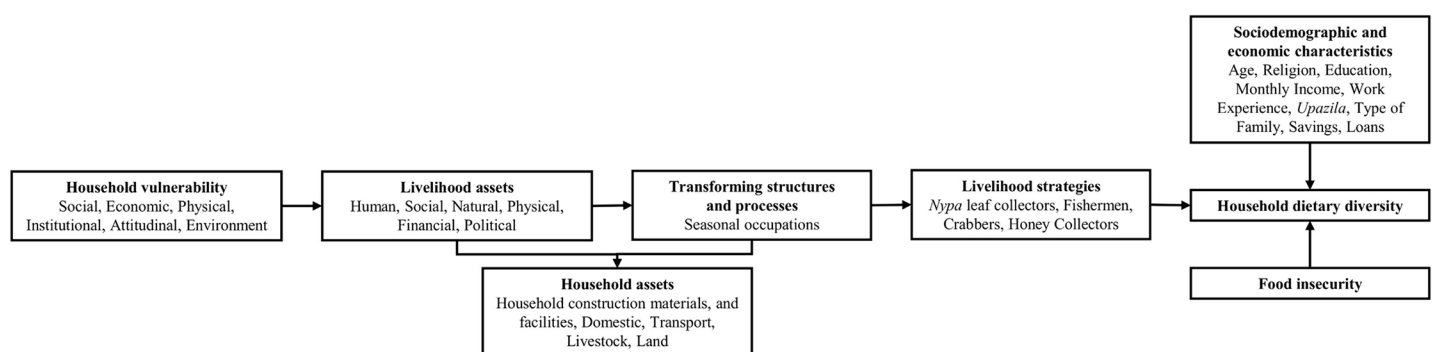 Household vulnerability
Social, Economic, Physical,
Institutional, Attitudinal, Environment
Livelihood assets
Human, Social, Natural, Physical,
Financial, Political
Transforming structures
and processes
Seasonal occupations
Household assets
Household construction materials, and
facilities, Domestic, Transport,
Livestock, Land
Livelihood strategies
Nypa leaf collectors, Fishermen,
Crabbers, Honey Collectors
Sociodemographic and
economic characteristics
Age, Religion, Education,
Monthly Income, Work
Experience, Upazila, Type of
Family, Savings, Loans
Household dietary diversity
Food insecurity